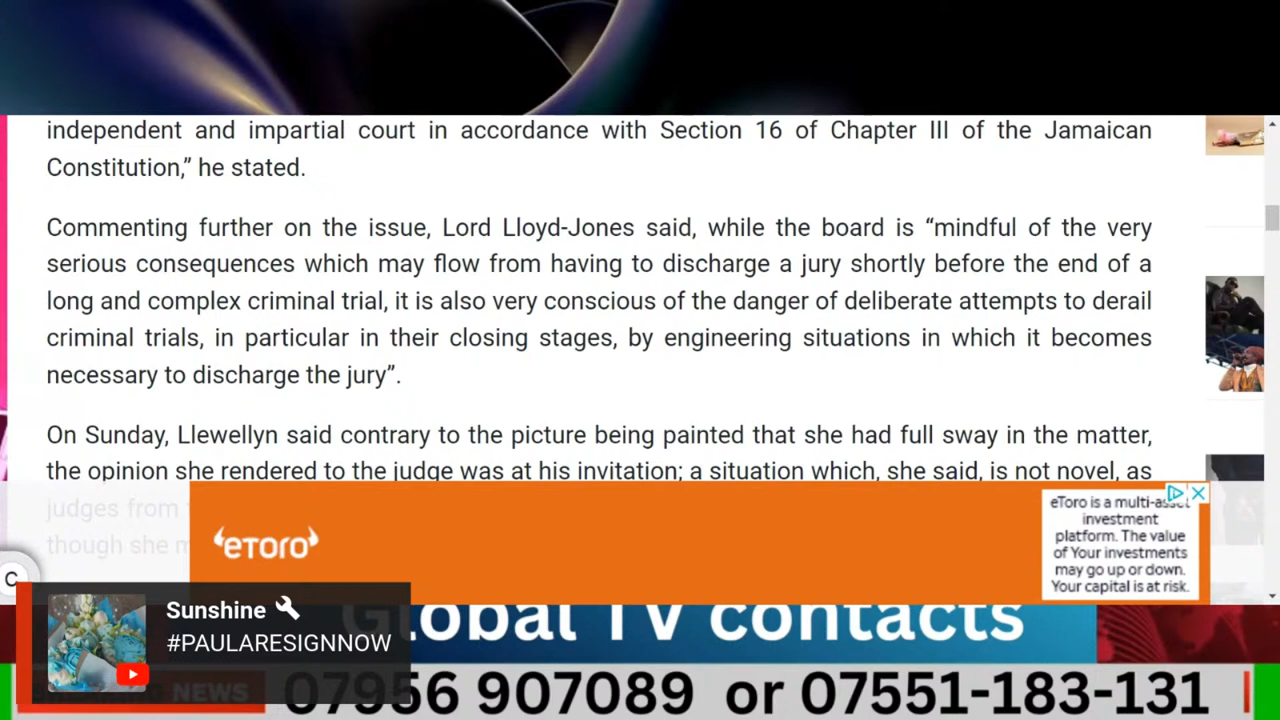 independent and impartial court in accordance with Section 16 of Chapter III of the Jamaican
Constitution,” he stated.
Commenting further on the issue, Lord Lloyd-Jones said, while the board is “mindful of the very
serious consequences which may flow from having to discharge a jury shortly before the end of a
long and complex criminal trial, it is also very conscious of the danger of deliberate attempts to derail
criminal trials, in particular in their closing stages, by engineering situations in which it becomes
necessary to discharge the jury”.
On Sunday, Llewellyn said contrary to the picture being painted that she had full sway in the matter,
the opinion she rendered to the judge was at his invitation; a situation which, she said, is not novel, as
judges from
though she
eToro
eToro is a multi-asset
investment
platform. The value
of Your investments
may go up or down.
Your capital is at risk.
C
Sunshine
#PAULARESIGNNOW
Global TV contacts
NEWS
07956 907089 or 07551-183-131